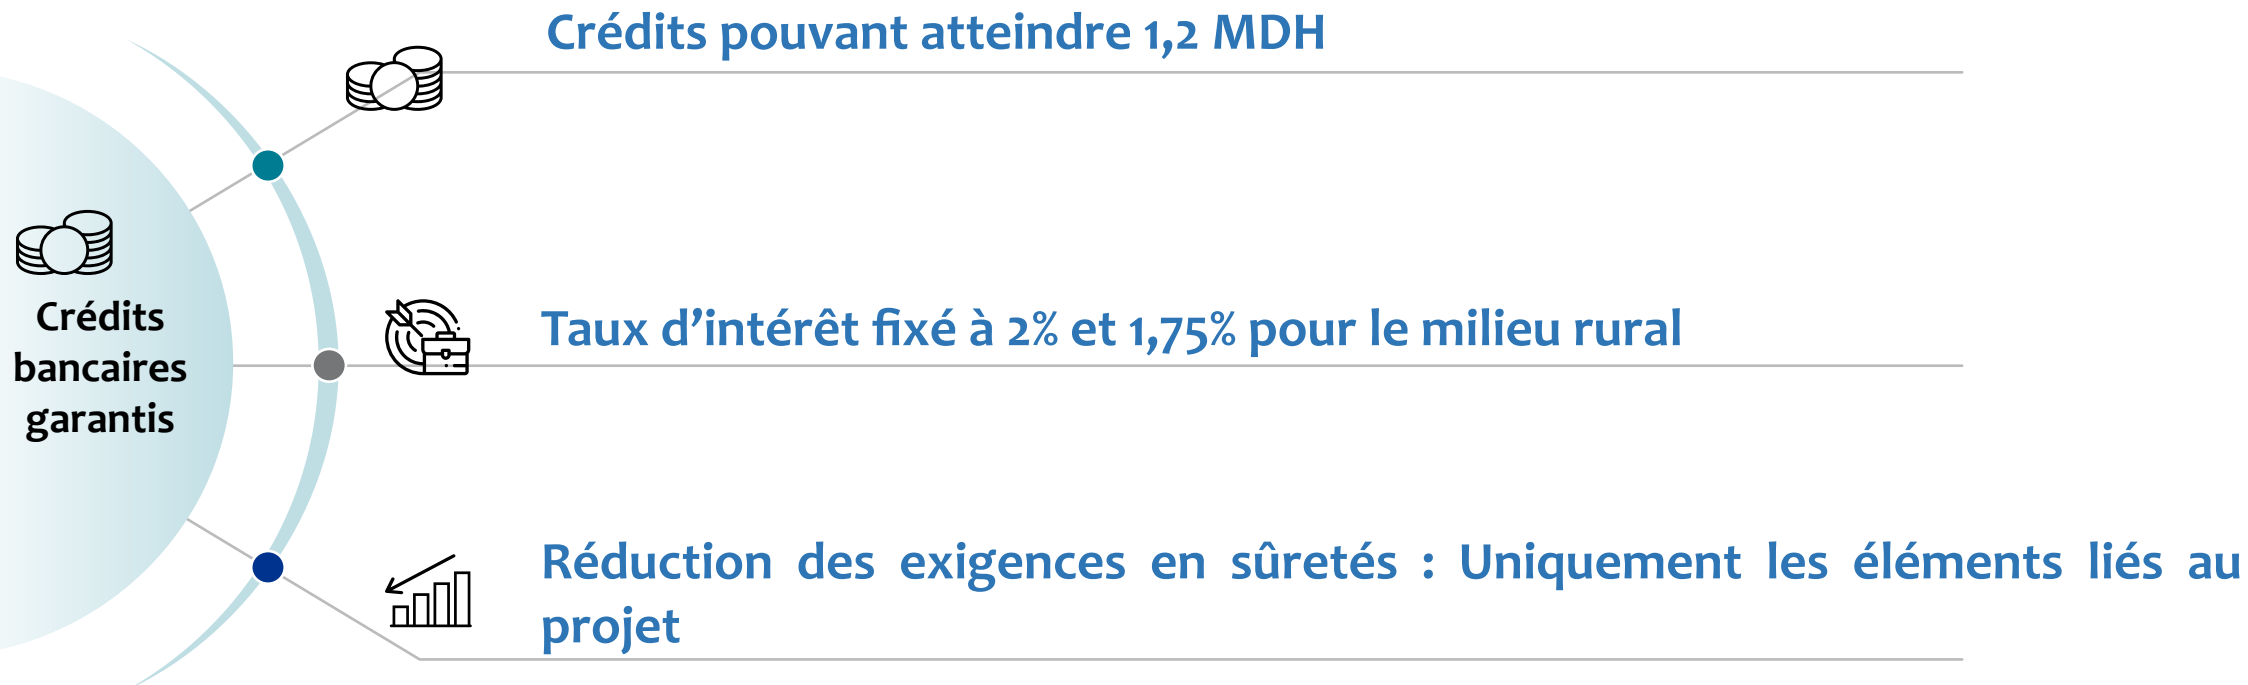 Crédits pouvant atteindre 1,2 MDH
Crédits
bancaires
garantis
Taux d’intérêt fixé à 2% et 1,75% pour le milieu rural
Réduction des exigences en sûretés : Uniquement les éléments liés au
projet